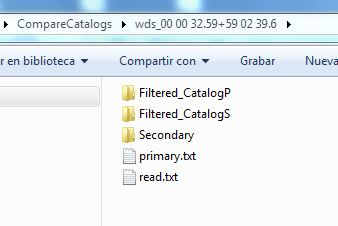 CompareCatalogs wds_00 00 32.59+59 02 39.6
r en biblioteca Compartir con Grabar Nueva
Filtered_CatalogP
Filtered_CatalogS
Secondary
primary.txt
read.txt